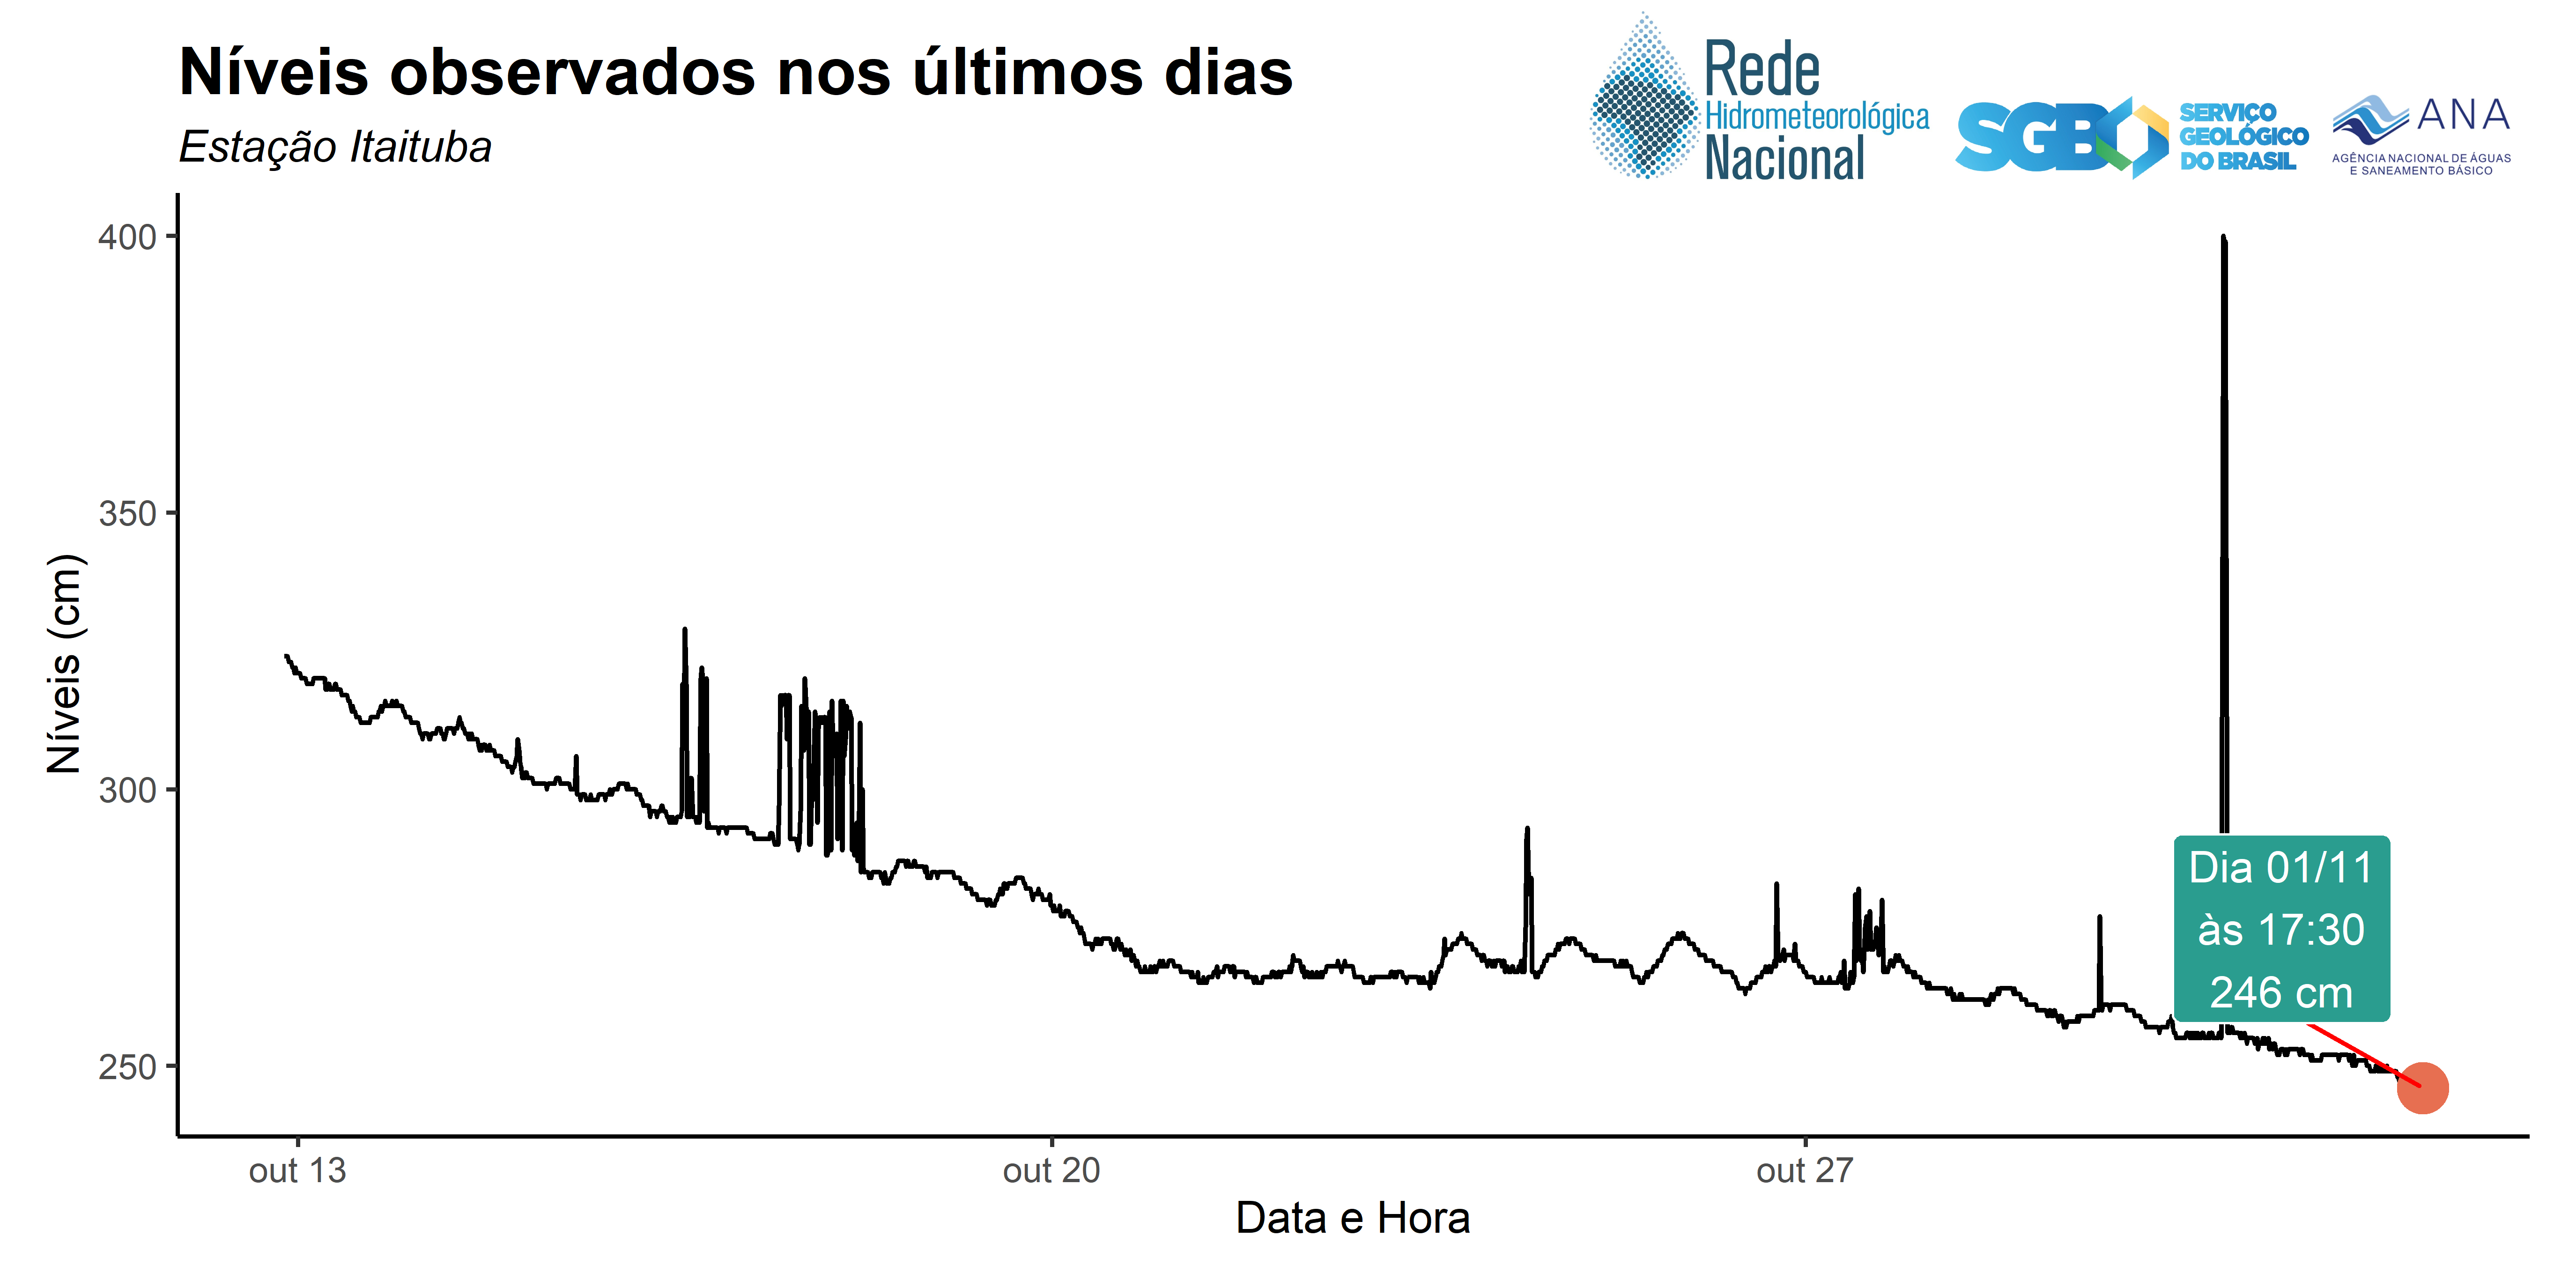 Níveis observados nos últimos dias
Estação Itaituba
Rede
Hidrometeorológica
Nacional
SGB
SERVIÇO
GEOLÓGICO
DO BRASIL
ANA
AGÊNCIA NACIONAL DE ÁGUAS
E SANEAMENTO BÁSICO
Níveis (cm)
400
350
300
250
Dia 01/11
às 17:30
246 cm
out 13
out 20
out 27
Data e Hora